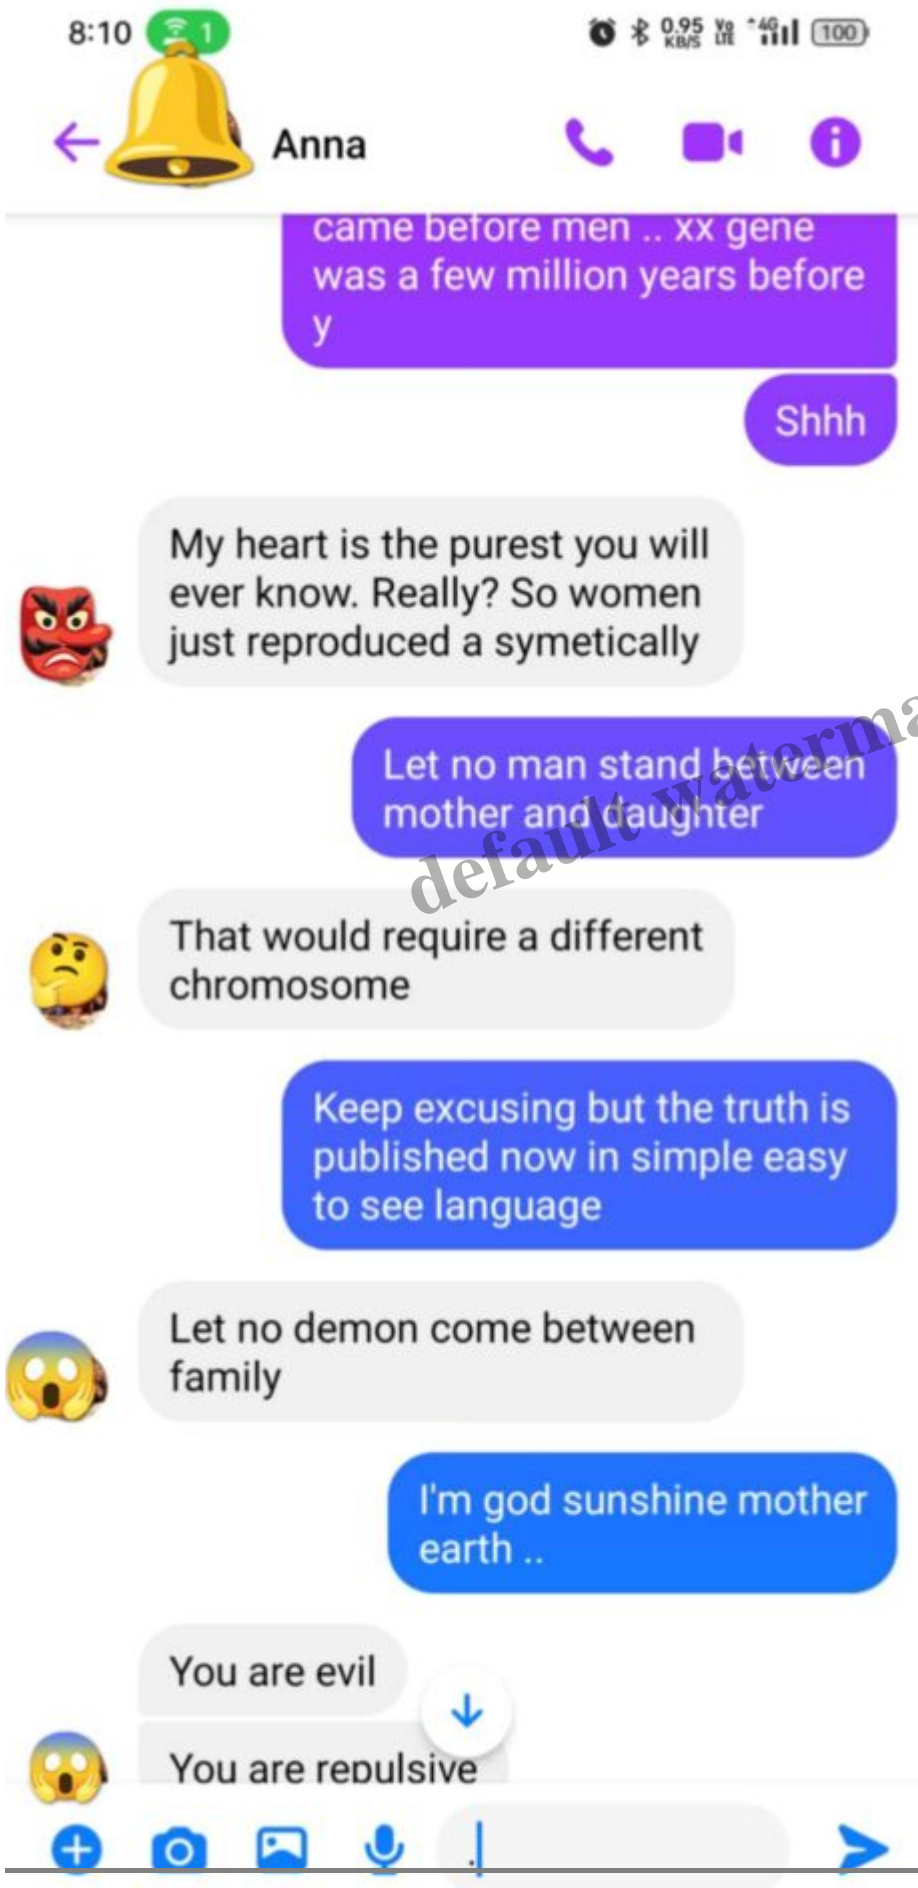 8:10
1
0.95
KB/S
Vo
LTE
4G
100
Anna
came before men .. xx gene
was a few million years before
y
Shhh
My heart is the purest you will
ever know. Really? So women
just reproduced a symetically
Let no man stand between
mother and daughter
default waterma
That would require a different
chromosome
Keep excusing but the truth is
published now in simple easy
to see language
Let no demon come between
family
I'm god sunshine mother
earth ..
You are evil
You are repulsive
.